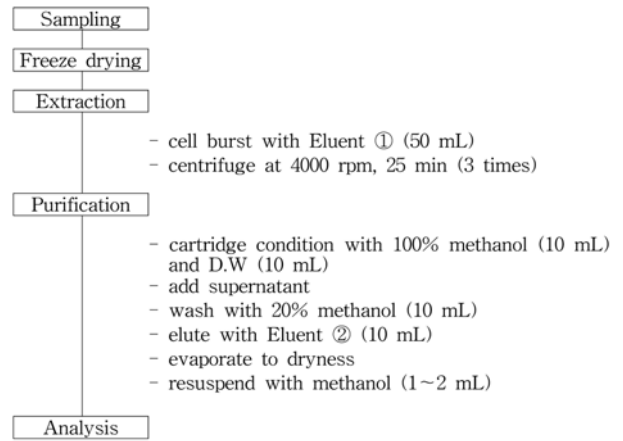 Sampling
Freeze drying
Extraction
- cell burst with Eluent ① (50 mL)
- centrifuge at 4000 rpm, 25 min (3 times)
Purification
- cartridge condition with 100% methanol (10 mL)
and D.W (10 mL)
- add supernatant
- wash with 20% methanol (10 mL)
- elute with Eluent ② (10 mL)
- evaporate to dryness
- resuspend with methanol (1~2 mL)
Analysis